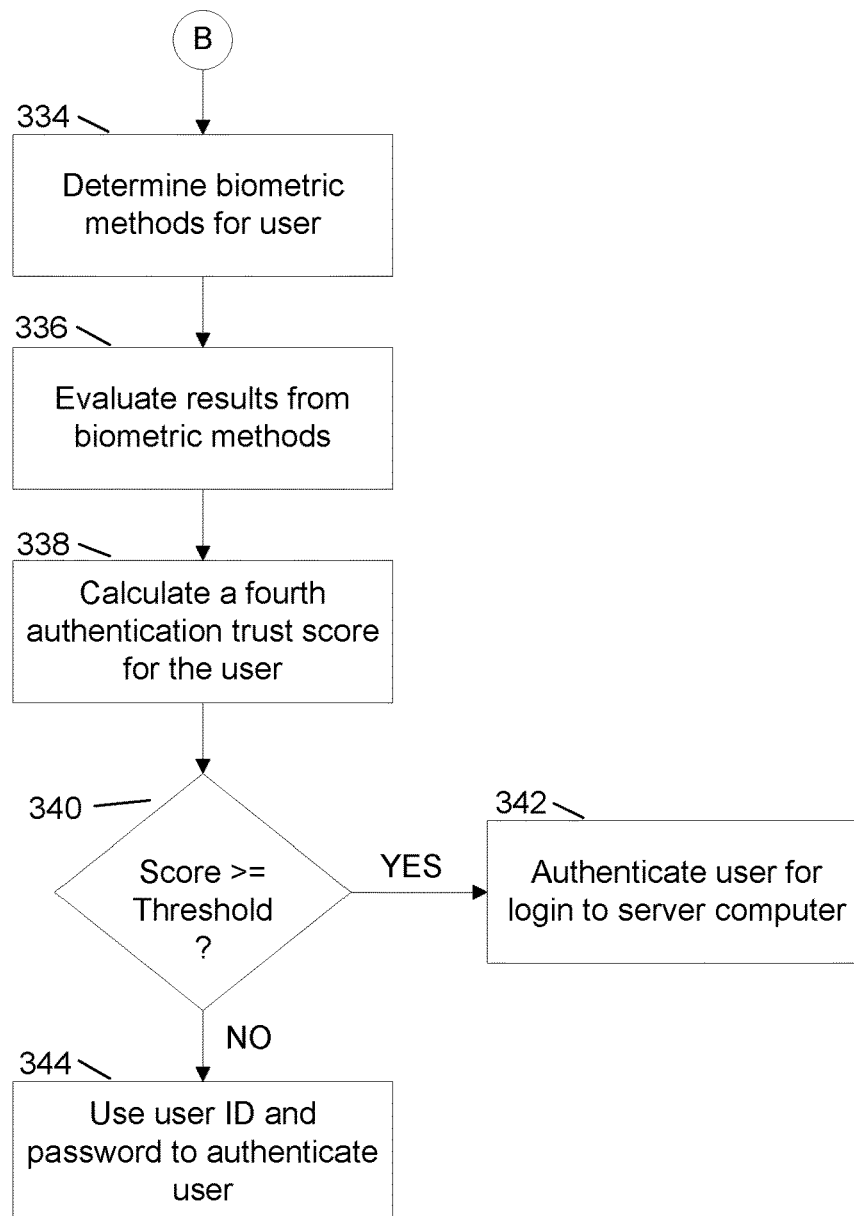 B
334
Determine biometric
methods for user
336
Evaluate results from
biometric methods
338
Calculate a fourth
authentication trust score
for the user
340
Score >=
Threshold
?
YES
342
Authenticate user for
login to server computer
NO
344
Use user ID and
password to authenticate
user